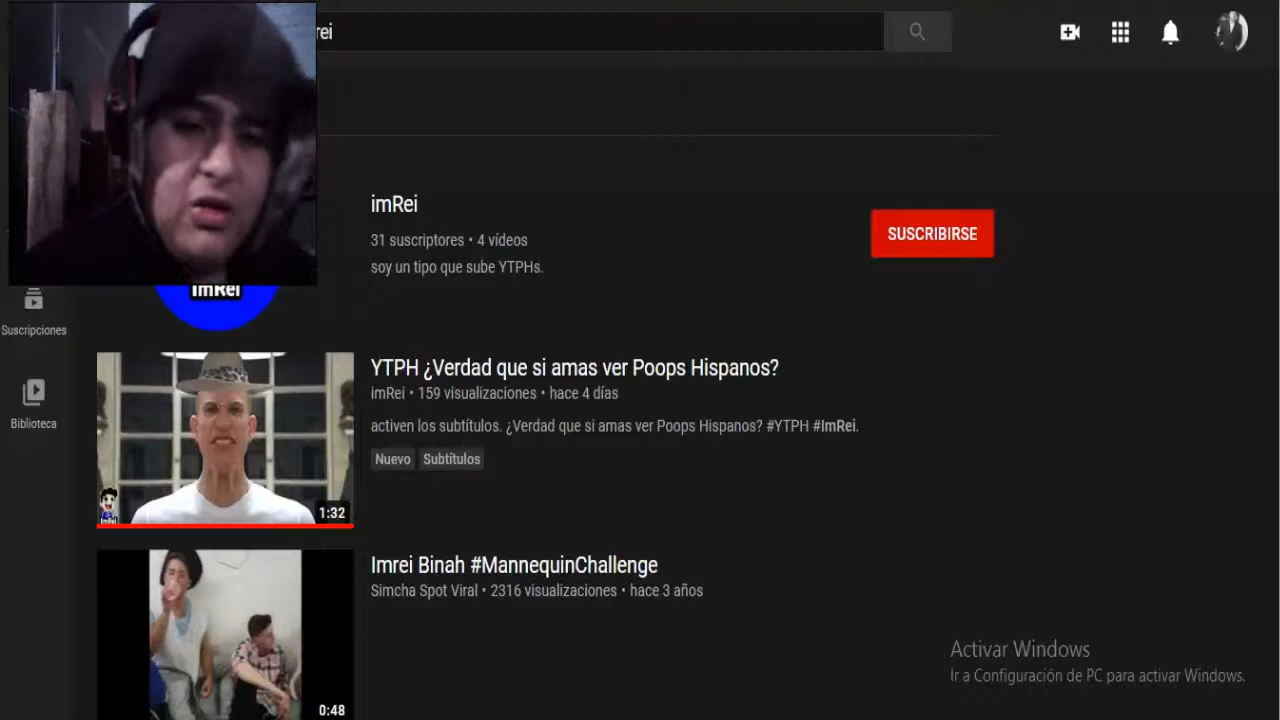 rei
imRei
31 suscriptores • 4 vídeos
SUSCRIBIRSE
soy un tipo que sube YTPHs.
ImRei
Suscripciones
YTPH ¿Verdad que si amas ver Poops Hispanos?
imRei • 159 visualizaciones • hace 4 días
activen los subtítulos. ¿Verdad que si amas ver Poops Hispanos? #YTPH #ImRei.
Nuevo Subtítulos
Biblioteca
ImRei
1:32
Imrei Binah #MannequinChallenge
Simcha Spot Viral • 2316 visualizaciones • hace 3 años
0:48
Activar Windows
Ir a Configuración de PC para activar Windows.